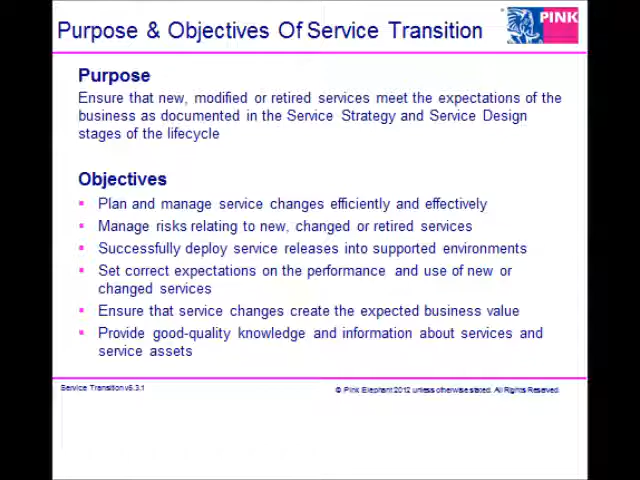 Purpose & Objectives Of Service Transition
PINK
Purpose
Ensure that new, modified or retired services meet the expectations of the
business as documented in the Service Strategy and Service Design
stages of the lifecycle
Objectives
Plan and manage service changes efficiently and effectively
Manage risks relating to new, changed or retired services
Successfully deploy service releases into supported environments
Set correct expectations on the performance and use of new or
changed services
Ensure that service changes create the expected business value
Provide good-quality knowledge and information about services and
service assets
Service Transition v6.3.1
© Pink Elephant 2012 unless otherwise stated. All Rights Reserved.